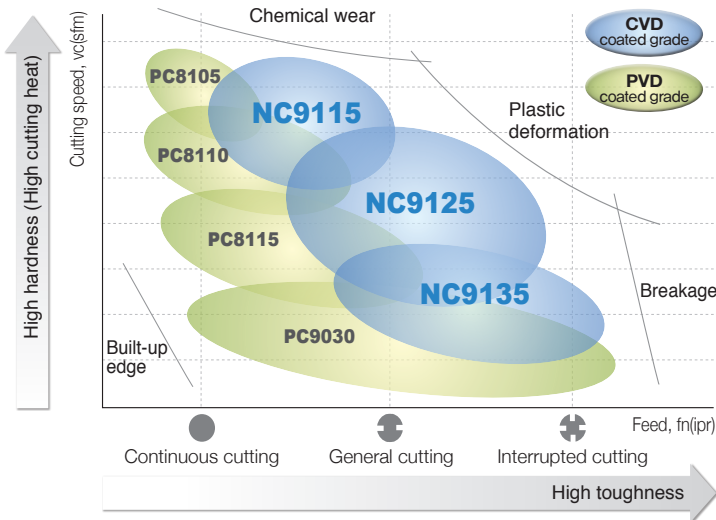 Chemical wear
CVD
coated grade
PVD
coated grade
High hardness (High cutting heat)
Cutting speed, vc(sfm)
PC8105
NC9115
Plastic
deformation
PC8110
NC9125
PC8115
NC9135
Breakage
PC9030
Built-up
edge
Feed, fn(ipr)
Continuous cutting
General cutting
Interrupted cutting
High toughness